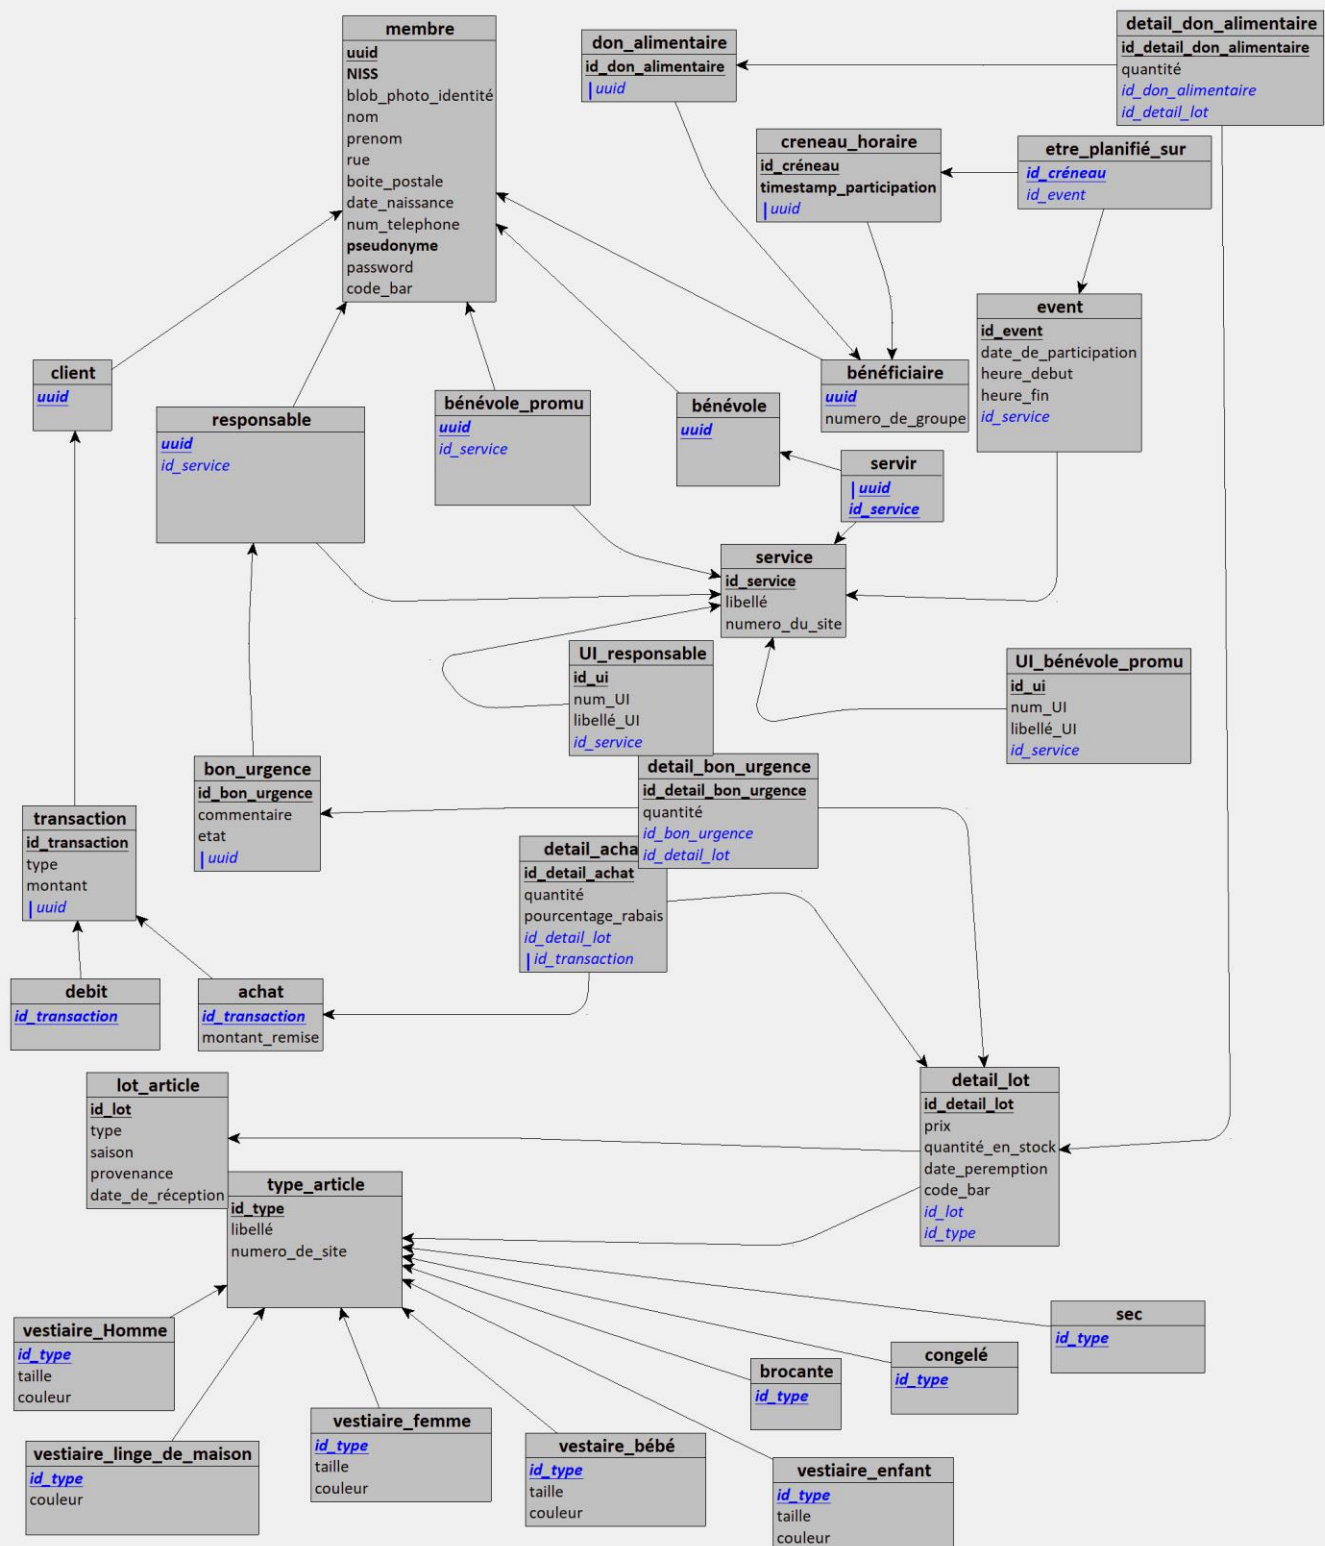 membre
uuid
NISS
blob_photo_identité
nom
prenom
rue
boite_postale
date_naissance
num_telephone
pseudonyme
password
code_bar
don_alimentaire
id_don_alimentaire
uuid
detail_don_alimentaire
id_detail_don_alimentaire
quantité
id_don_alimentaire
id_detail_lot
creneau_horaire
id_créneau
timestamp_participation
uuid
etre_planifié_sur
id_créneau
id_event
event
id_event
date_de_participation
heure_debut
heure_fin
id_service
client
uuid
responsable
uuid
id_service
bénévole_promu
uuid
id_service
bénévole
uuid
bénéficiaire
uuid
numero_de_groupe
servir
uuid
id_service
service
id_service
libellé
numero_du_site
UI_responsable
id_ui
num_UI
libellé_UI
id_service
UI_bénévole_promu
id_ui
num_UI
libellé_UI
id_service
bon_urgence
id_bon_urgence
commentaire
etat
uuid
detail_bon_urgence
id_detail_bon_urgence
quantité
id_bon_urgence
id_detail_lot
transaction
id_transaction
type
montant
uuid
detail_acha
id_detail_achat
quantité
pourcentage_rabais
id_detail_lot
id_transaction
debit
id_transaction
achat
id_transaction
montant_remise
lot_article
id_lot
type
saison
provenance
date_de_réception
detail_lot
id_detail_lot
prix
quantité_en_stock
date_peremption
code_bar
id_lot
id_type
type_article
id_type
libellé
numero_de_site
vestiaire_Homme
id_type
taille
couleur
sec
id_type
congelé
id_type
brocante
id_type
vestiaire_femme
id_type
taille
couleur
vestiaire_linge_de_maison
id_type
couleur
vestaire_bébé
id_type
taille
couleur
vestiaire_enfant
id_type
taille
couleur